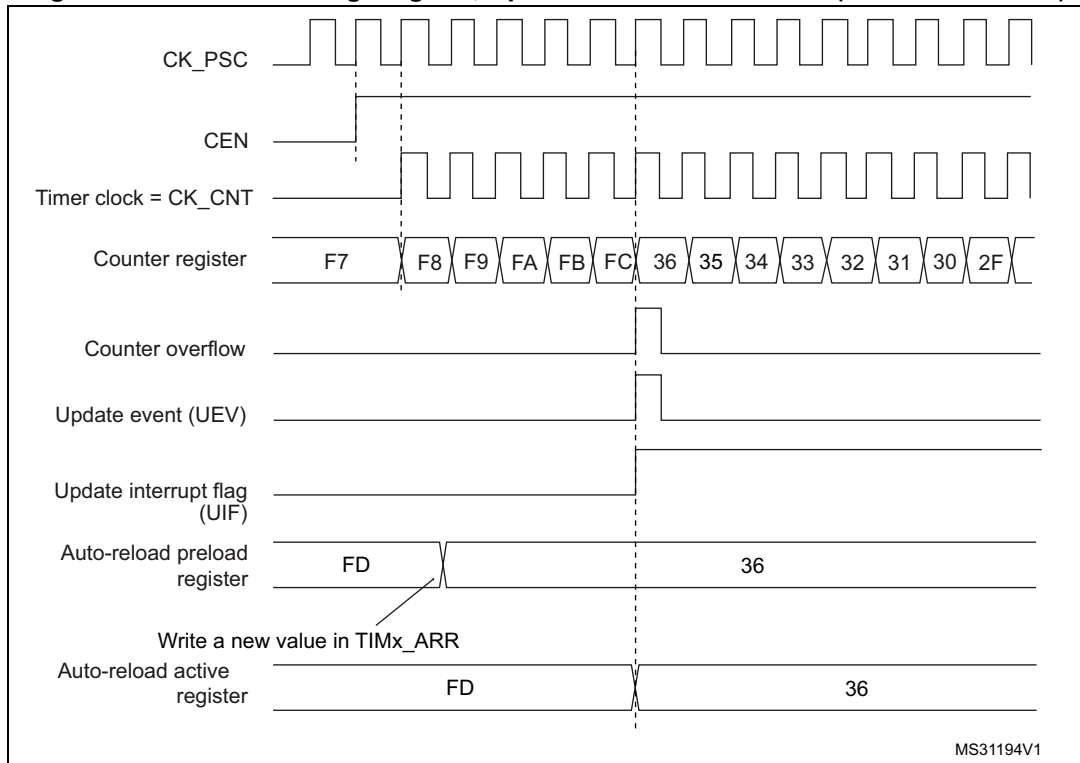 CK_PSC
CEN
Timer clock = CK_CNT
Counter register
F7 F8 F9 FA FB FC 36 35 34 33 32 31 30 2F
Counter overflow
Update event (UEV)
Update interrupt flag
(UIF)
Auto-reload preload
register
FD 36
Write a new value in TIMx_ARR
Auto-reload active
register
FD 36
MS31194V1